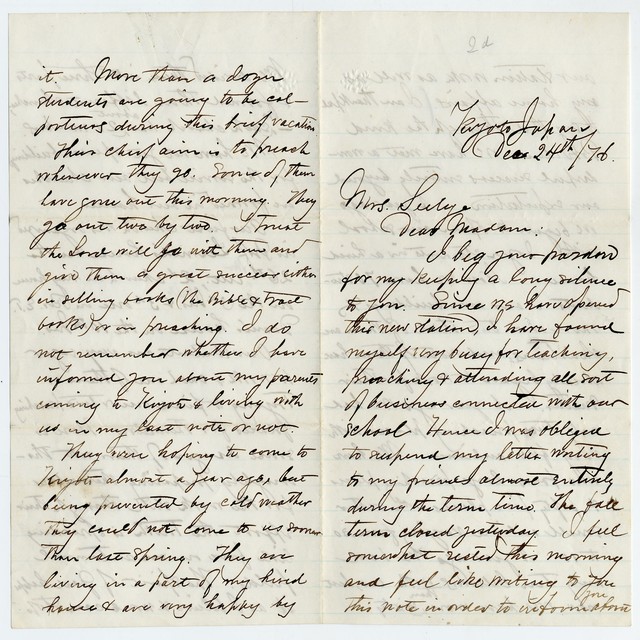 2d
Kiyoto Japan
Dec 24th/76.
Mrs. Seelye
Dear Madam:
I beg your pardon
for my keeping a long silence
to you. Since we have opened
this new station, I have found
myself very busy for teaching,
preaching & attending all sort
of business connected with our
school Hence I was obliged
to suspend my letter writing
to my friends almost entirely
during the term time. The fall
term closed yesterday. I feel
somewhat rested this morning
and feel like writing to you
this note in order to inform you about
it. More than a dozen
students are going to be col-
porteurs during this brief vacation
Their chief aim is to preach
wherever they go. Some of them
have gone out this morning. They
go out two by two. I trust
the Lord will go with them and
give them a great success either
in selling books (the Bible & tract
books) or in preaching. I do
not remember whether I have
informed you about my parents
coming to Kiyoto & living with
us in my last note or not.
They were hoping to come to
Kiyoto almost a year ago, but
being prevented by cold weather
they could not come to us sooner
than last spring. They are
living in a part of my hired
house & are very happy by